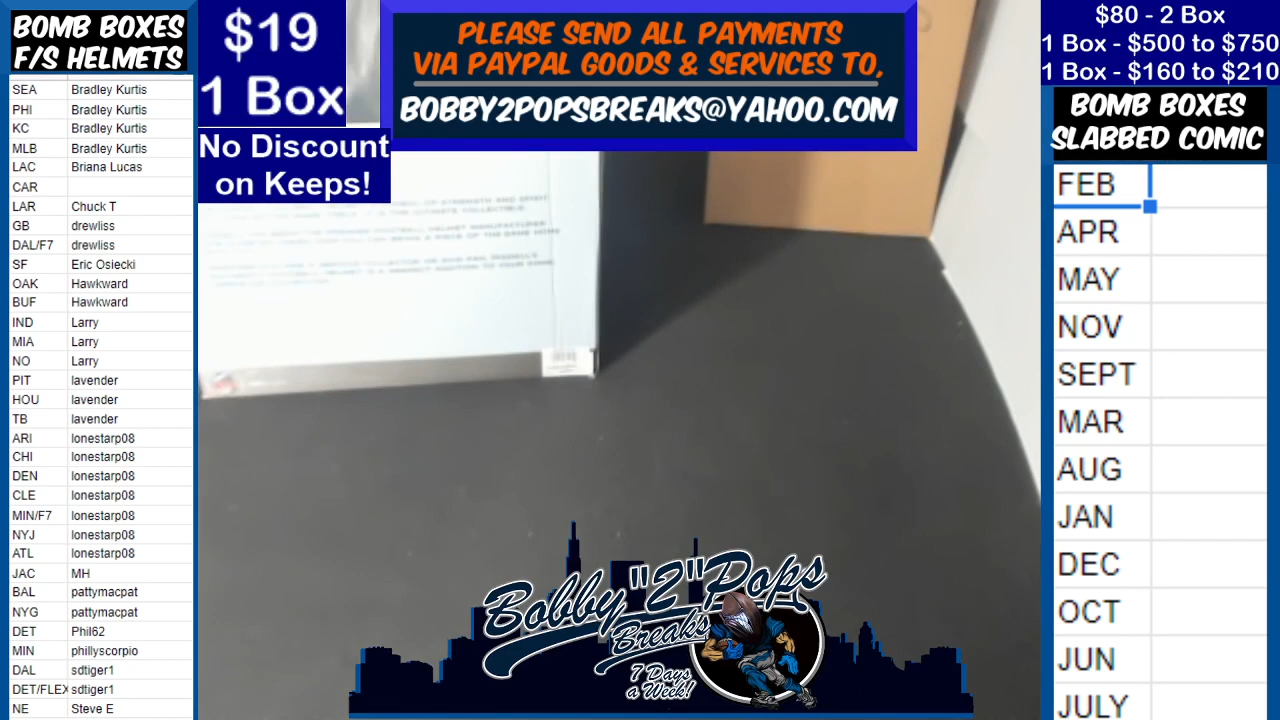 BOMB BOXES
F/S HELMETS
SEA Bradley Kurtis
PHI Bradley Kurtis
KC Bradley Kurtis
MLB Bradley Kurtis
LAC Briana Lucas
CAR
LAR Chuck T
GB drewliss
DAL/F7 drewliss
SF Eric Osiecki
OAK Hawkward
BUF Hawkward
IND Larry
MIA Larry
NO Larry
PIT lavender
HOU lavender
TB lavender
ARI lonestarp08
CHI lonestarp08
DEN lonestarp08
CLE lonestarp08
MIN/F7 lonestarp08
NYJ lonestarp08
ATL lonestarp08
JAC MH
BAL pattymacpat
NYG pattymacpat
DET Phil62
MIN phillyscorpio
DAL sdtiger1
DET/FLEX sdtiger1
NE Steve E
$19
1 Box
No Discount
on Keeps!
PLEASE SEND ALL PAYMENTS
VIA PAYPAL GOODS & SERVICES TO,
BOBBY2POPSBREAKS@YAHOO.COM
Bobby "2" Pops
Breaks
7 Days
a Week!
$80 - 2 Box
1 Box - $500 to $750
1 Box - $160 to $210
BOMB BOXES
SLABBED COMIC
FEB
APR
MAY
NOV
SEPT
MAR
AUG
JAN
DEC
OCT
JUN
JULY